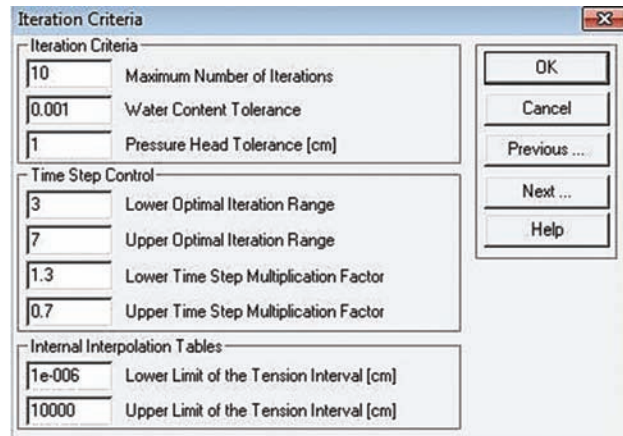 Iteration Criteria
Iteration Criteria
10 Maximum Number of Iterations
0.001 Water Content Tolerance
1 Pressure Head Tolerance [cm]
Time Step Control
3 Lower Optimal Iteration Range
7 Upper Optimal Iteration Range
1.3 Lower Time Step Multiplication Factor
0.7 Upper Time Step Multiplication Factor
Internal Interpolation Tables
1e-006 Lower Limit of the Tension Interval [cm]
10000 Upper Limit of the Tension Interval [cm]
OK
Cancel
Previous ...
Next ...
Help